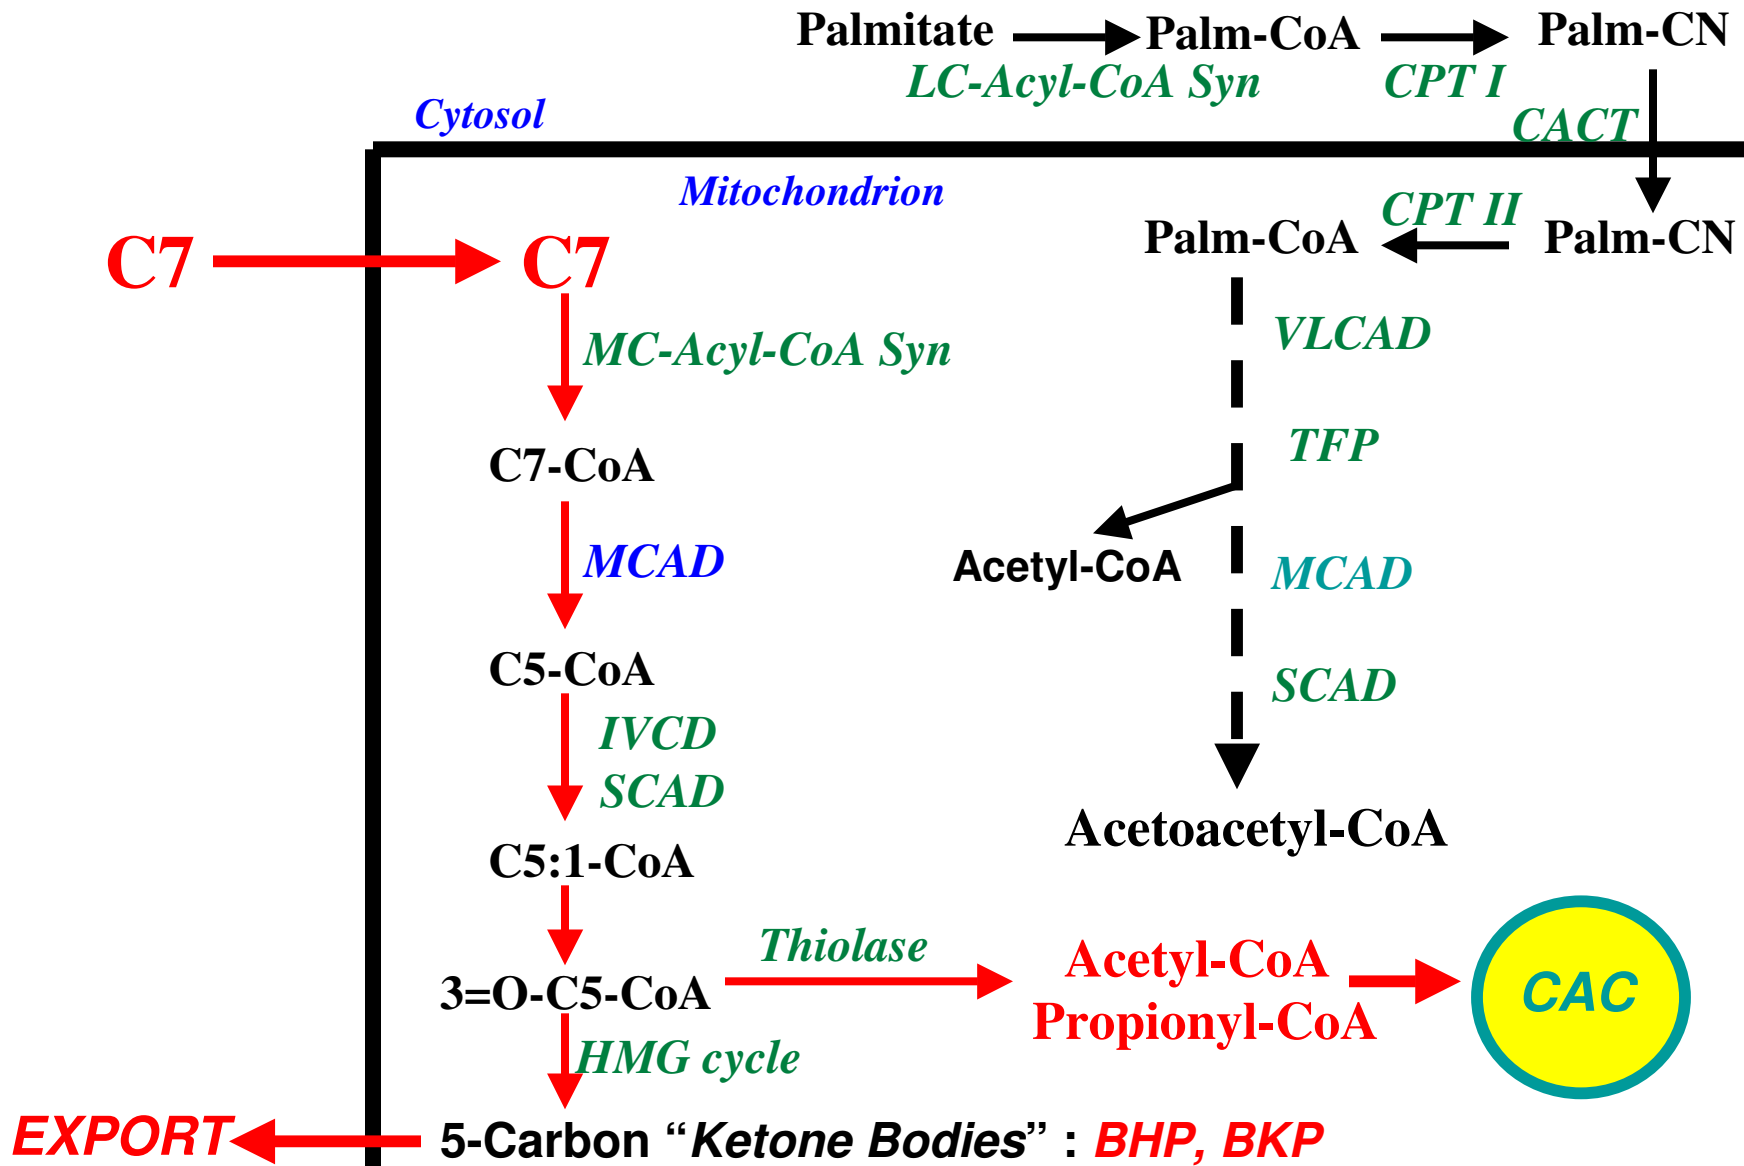 Palmitate Palm-CoA Palm-CN
LC-Acyl-CoA Syn CPT I
Cytosol CACT
Mitochondrion CPT II
C7 C7 Palm-CoA Palm-CN
MC-Acyl-CoA Syn VLCAD
C7-CoA TFP
MCAD Acetyl-CoA MCAD
C5-CoA SCAD
IVCD
SCAD
C5:1-CoA Acetoacetyl-CoA
Thiolase Acetyl-CoA
3=O-C5-CoA Propionyl-CoA CAC
HMG cycle
EXPORT 5-Carbon “Ketone Bodies” : BHP, BKP